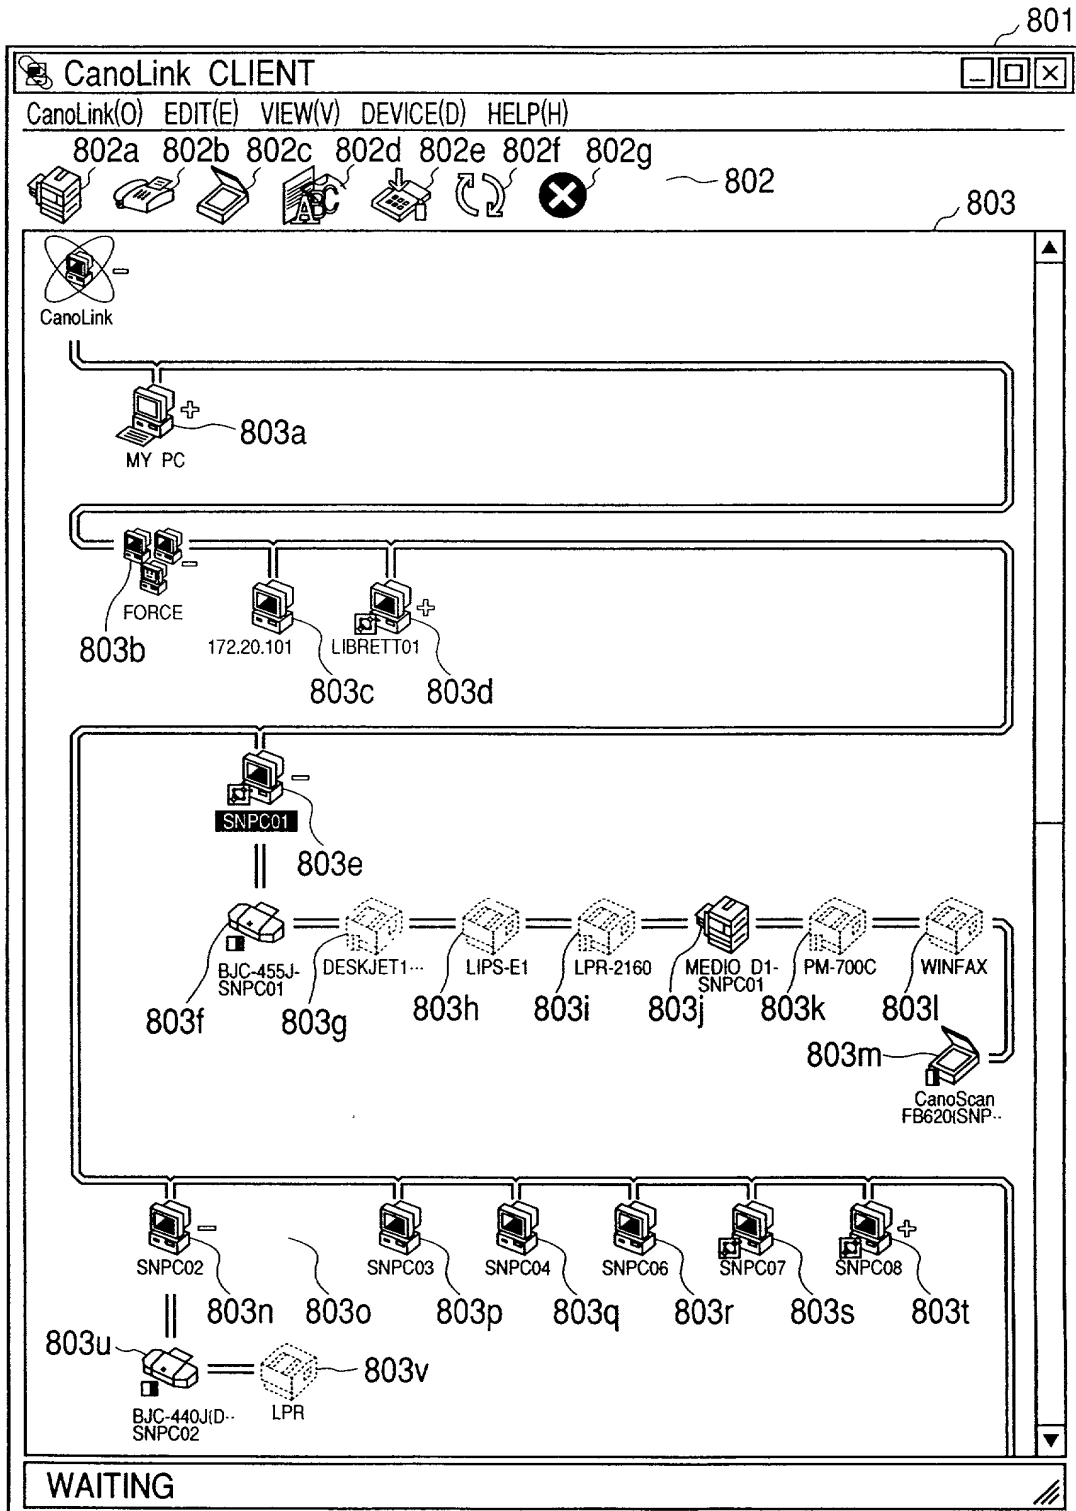 801
CanoLink CLIENT
CanoLink(O) EDIT(E) VIEW(V) DEVICE(D) HELP(H)
802a 802b 802c 802d 802e 802f 802g
ABC
802
803
CanoLink
803a
MY PC
FORCE
803b
172.20.101
LIBRETT01
803c
803d
SNPC01
803e
BJC-455J-
SNPC01
DESKJET1...
LIPS-E1
LPR-2160
MEDIO D1-
SNPC01
PM-700C
WINFAX
803f
803g
803h
803i
803j
803k
803l
803m
CanoScan
FB620(SNP..
SNPC02
SNPC03
SNPC04
SNPC06
SNPC07
SNPC08
803n
803o
803p
803q
803r
803s
803t
803u
803v
BJC-440J(D..
SNPC02
LPR
WAITING